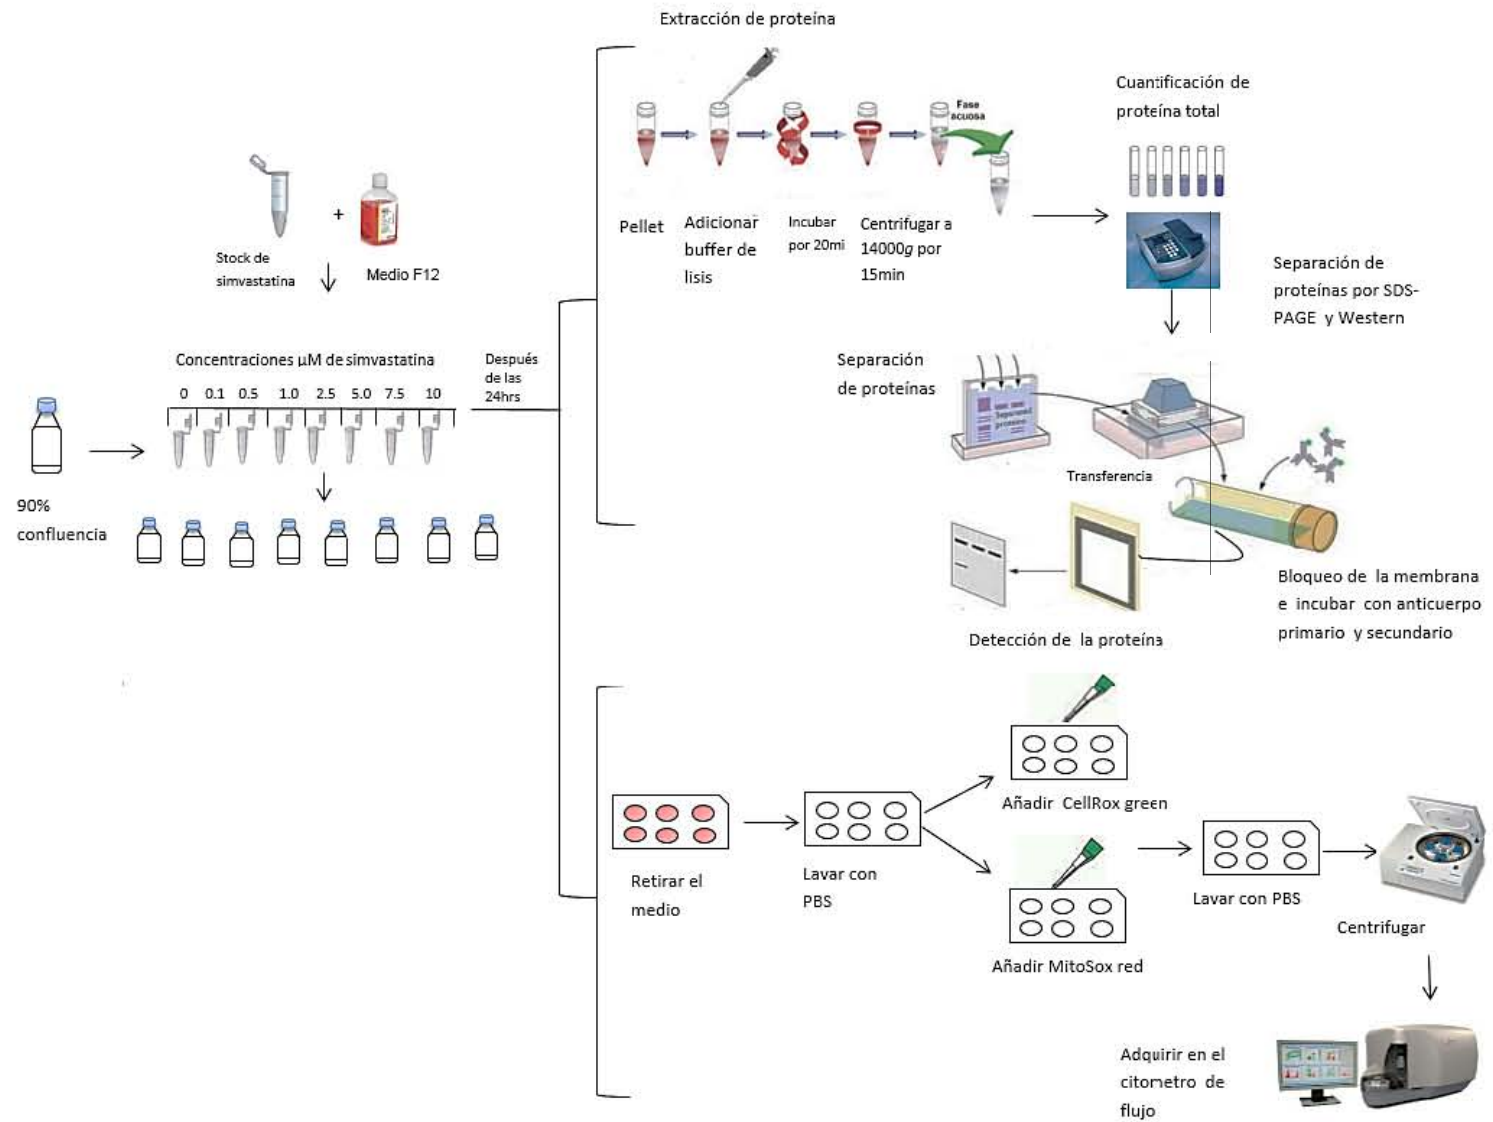 Extracción de proteína
Fase
acuosa
Pellet
Adicionar
buffer de
lisis
Incubar
por 20mi
Centrifugar a
14000g por
15min
Cuantificación de
proteína total
Separación de
proteínas por SDS-
PAGE y Western
Stock de
simvastatina
+
Medio F12
Concentraciones µM de simvastatina
0 0.1 0.5 1.0 2.5 5.0 7.5 10
Después
de las
24hrs
90%
confluencia
Separación
de proteínas
Separated
proteins
Transferencia
Bloqueo de la membrana
e incubar con anticuerpo
primario y secundario
Detección de la proteína
Retirar el
medio
Lavar con
PBS
Añadir CellRox green
Añadir MitoSox red
Lavar con PBS
Centrifugar
Adquirir en el
citometro de
flujo